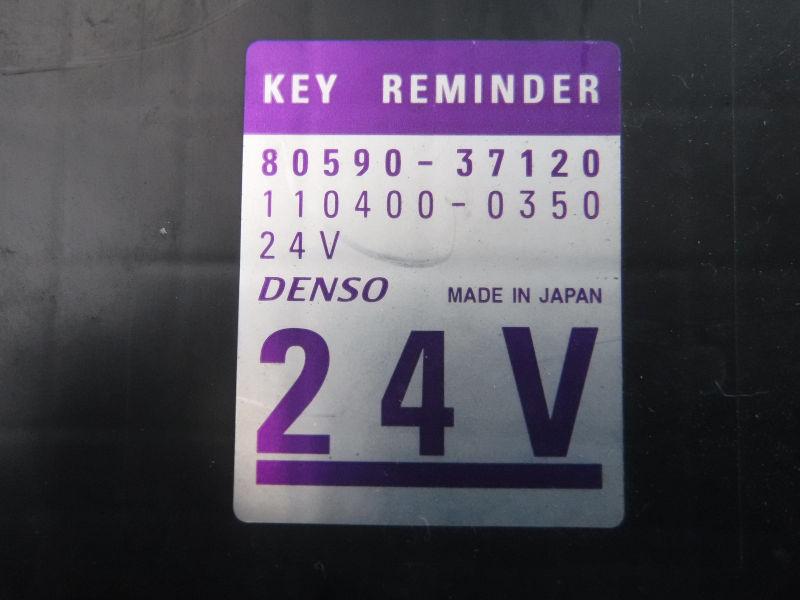 KEY REMINDER
80590-37120
110400-0350
24V
DENSO MADE IN JAPAN
24V